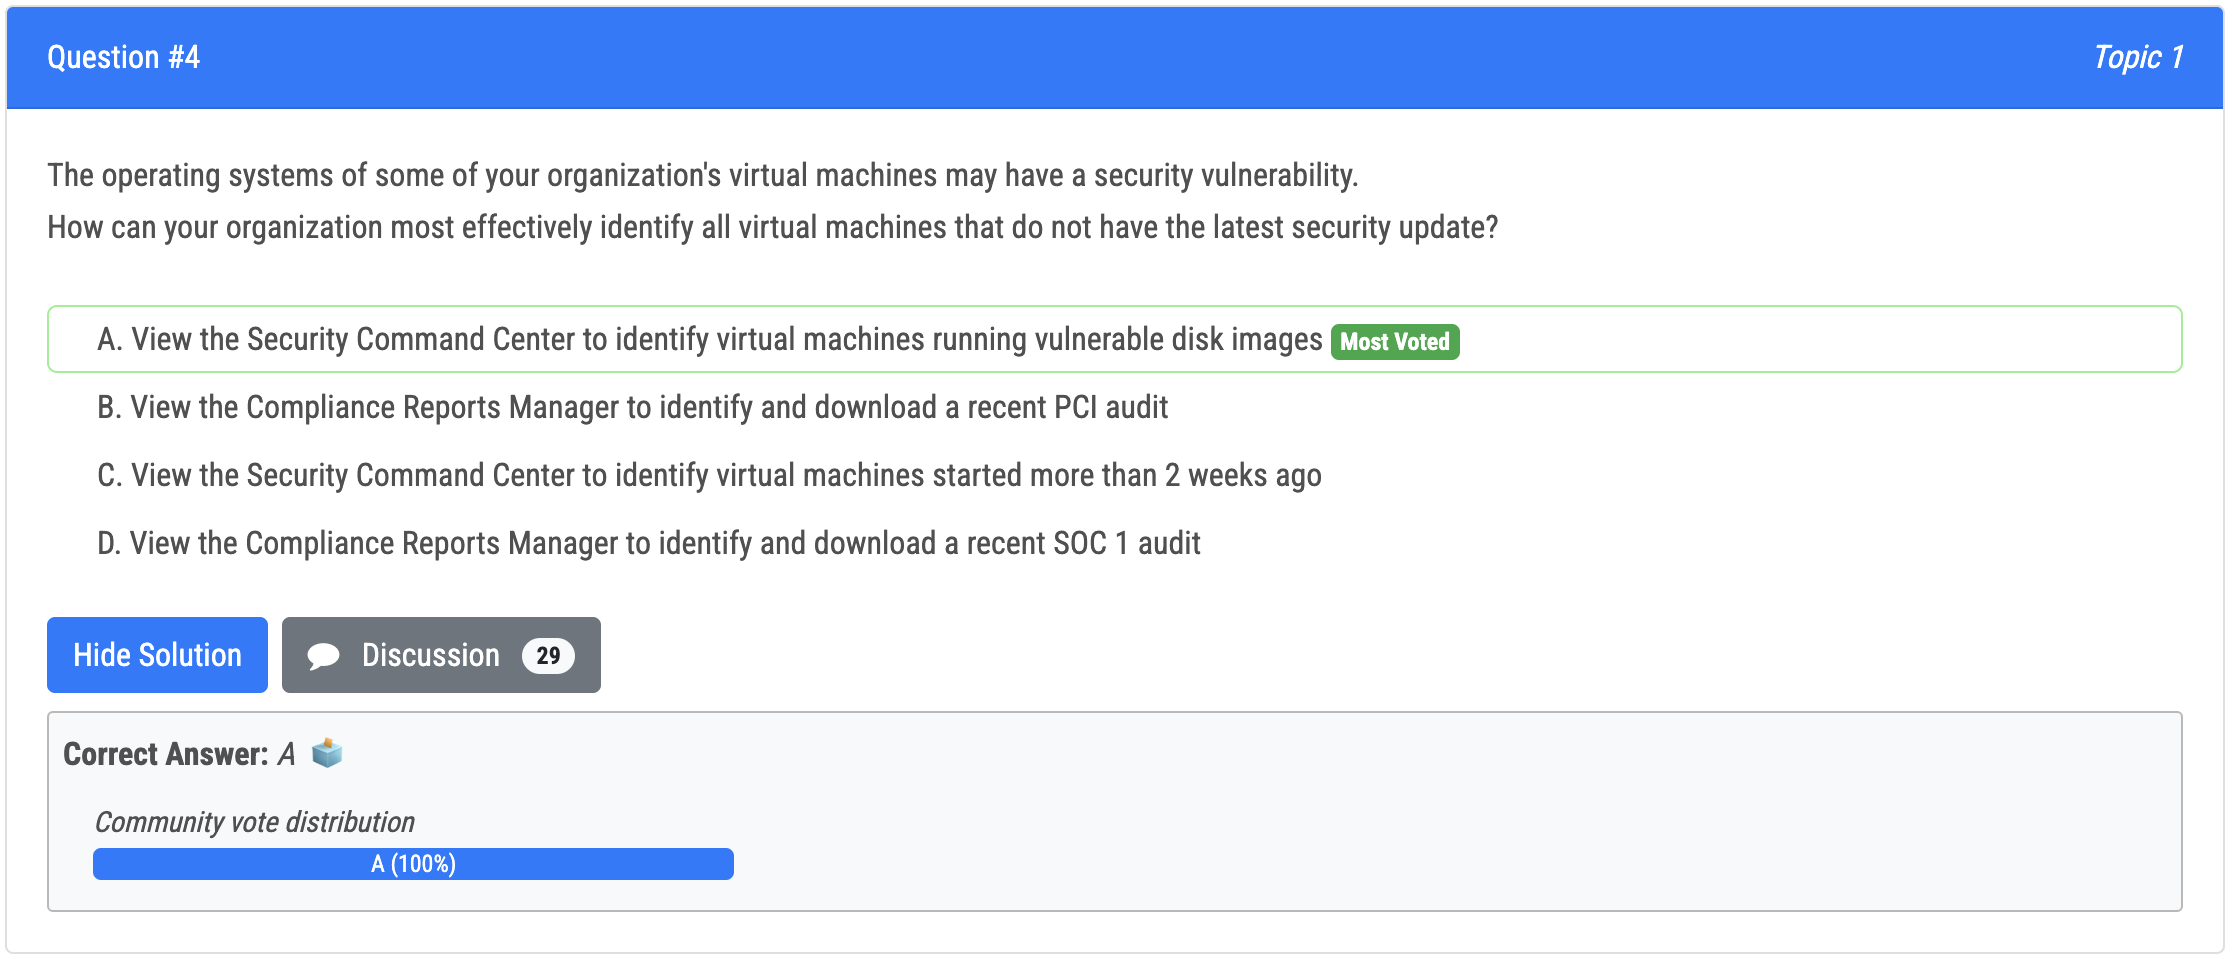 Question #4
Topic 1
The operating systems of some of your organization's virtual machines may have a security vulnerability.
How can your organization most effectively identify all virtual machines that do not have the latest security update?
A. View the Security Command Center to identify virtual machines running vulnerable disk images Most Voted
B. View the Compliance Reports Manager to identify and download a recent PCI audit
C. View the Security Command Center to identify virtual machines started more than 2 weeks ago
D. View the Compliance Reports Manager to identify and download a recent SOC 1 audit
Hide Solution
Discussion 29
Correct Answer: A
Community vote distribution
A (100%)